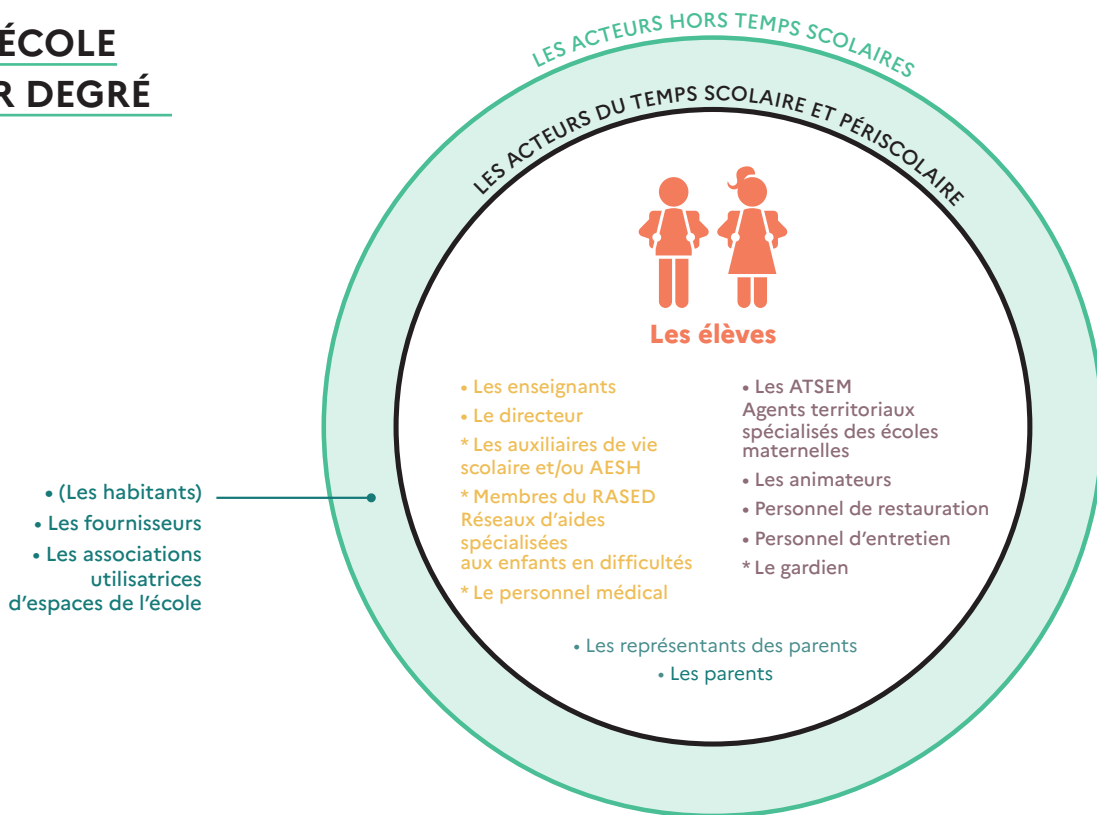 ÉCOLE
R DEGRÉ
LES ACTEURS HORS TEMPS SCOLAIRES
LES ACTEURS DU TEMPS SCOLAIRE ET PÉRISCOLAIRE
Les élèves
• Les enseignants
• Le directeur
* Les auxiliaires de vie
scolaire et/ou AESH
* Membres du RASED
Réseaux d'aides
spécialisées
aux enfants en difficultés
* Le personnel médical
• Les ATSEM
Agents territoriaux
spécialisés des écoles
maternelles
• Les animateurs
• Personnel de restauration
• Personnel d'entretien
* Le gardien
• Les représentants des parents
• Les parents
• (Les habitants)
• Les fournisseurs
• Les associations
utilisatrices
d'espaces de l'école